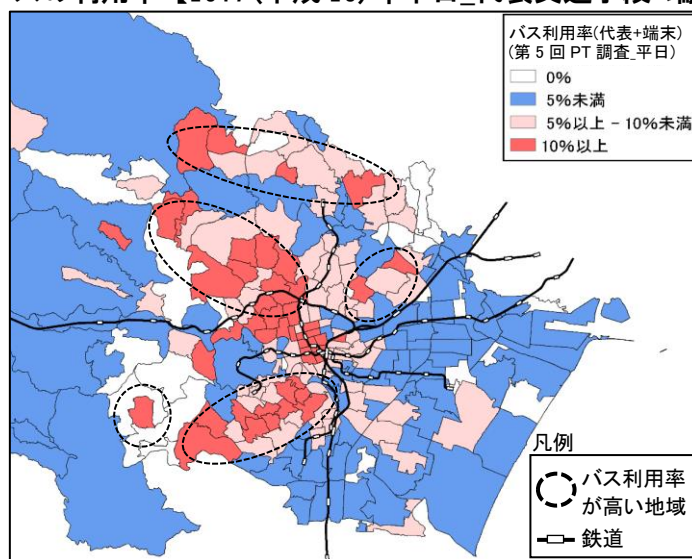 バス利用率(代表+端末)
(第5回PT調査_平日)
0%
5%未満
5%以上-10%未満
10%以上
凡例
バス利用率
が高い地域
鉄道